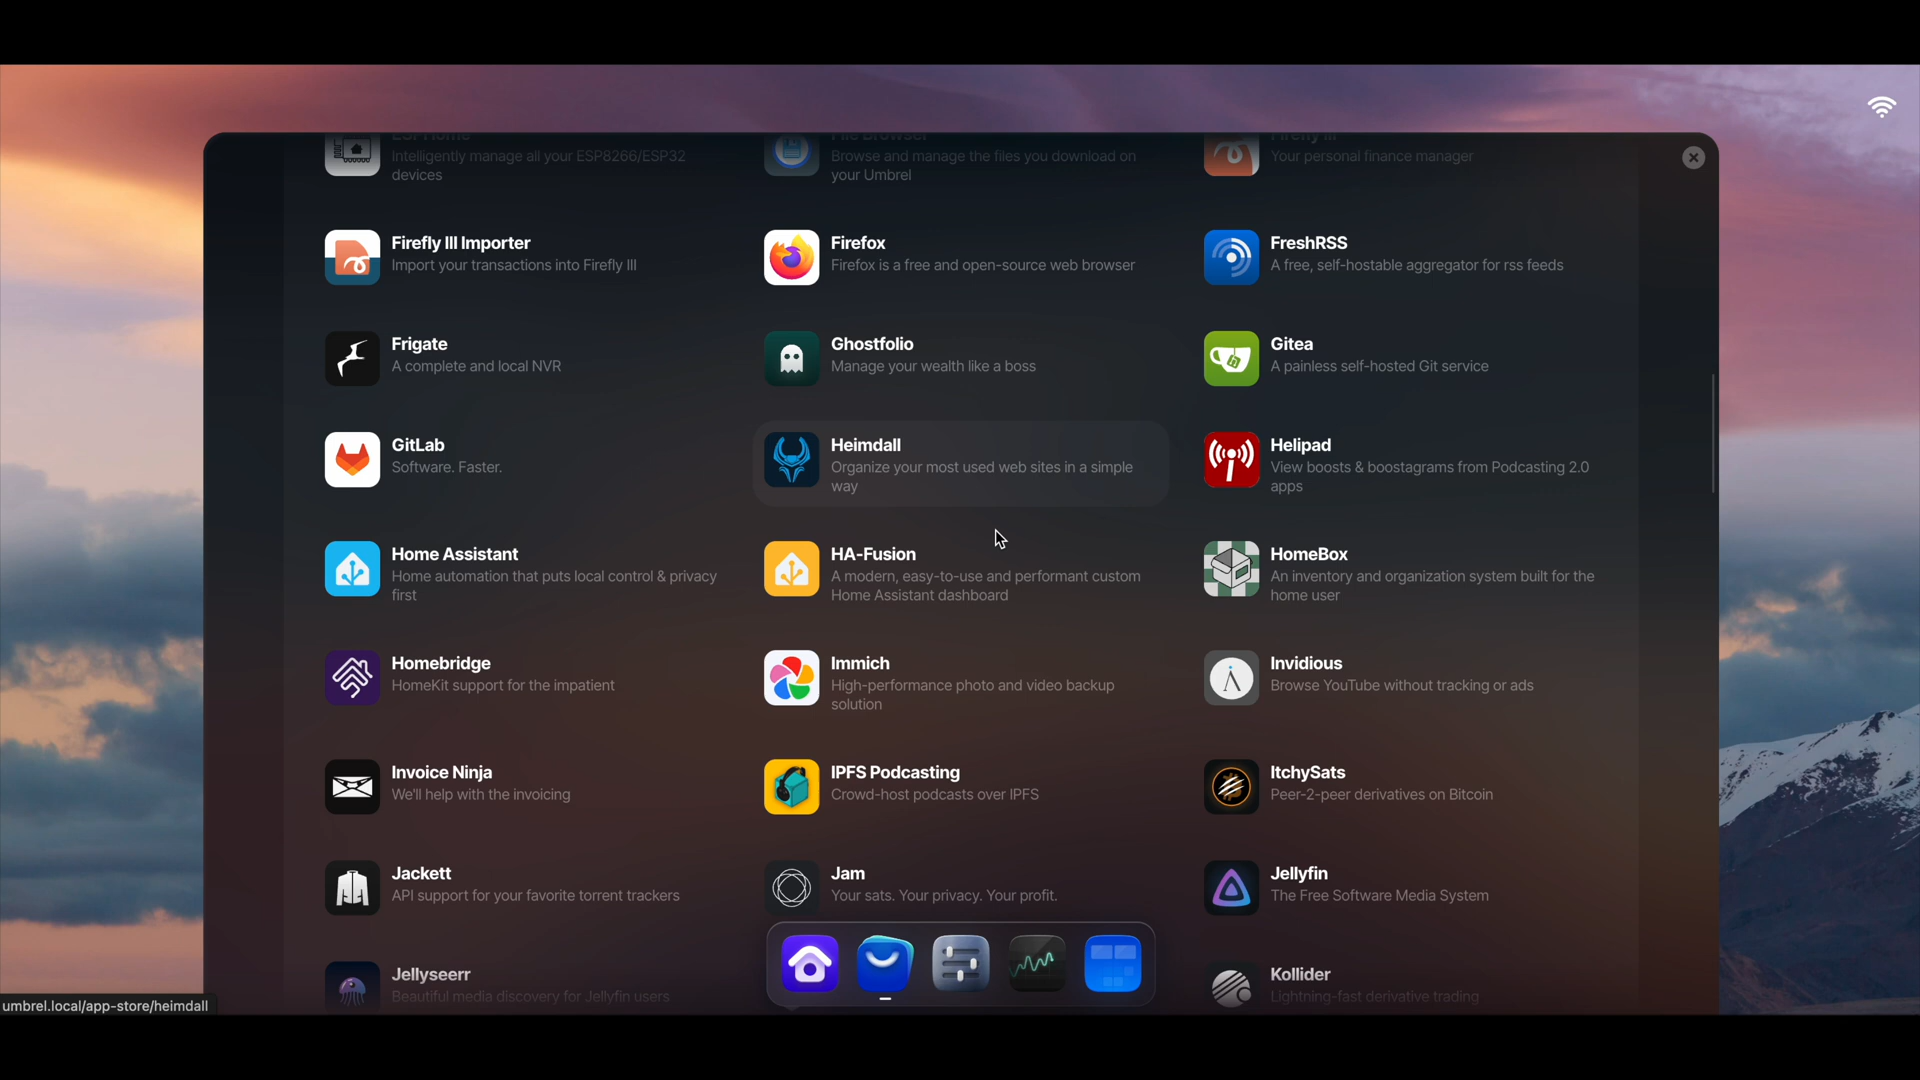 ESP Home
File Browser
Firefly III
Intelligently manage all your ESP8266/ESP32
devices
Browse and manage the files you download on
your Umbrel
Your personal finance manager
Firefly III Importer
Import your transactions into Firefly III
Firefox
Firefox is a free and open-source web browser
FreshRSS
A free, self-hostable aggregator for rss feeds
Frigate
A complete and local NVR
Ghostfolio
Manage your wealth like a boss
Gitea
A painless self-hosted Git service
GitLab
Software. Faster.
Heimdall
Organize your most used web sites in a simple
way
Helipad
View boosts & boostagrams from Podcasting 2.0
apps
Home Assistant
Home automation that puts local control & privacy
first
HA-Fusion
A modern, easy-to-use and performant custom
Home Assistant dashboard
HomeBox
An inventory and organization system built for the
home user
Homebridge
HomeKit support for the impatient
Immich
High-performance photo and video backup
solution
Invidious
Browse YouTube without tracking or ads
Invoice Ninja
We'll help with the invoicing
IPFS Podcasting
Crowd-host podcasts over IPFS
ItchySats
Peer-2-peer derivatives on Bitcoin
Jackett
API support for your favorite torrent trackers
Jam
Your sats. Your privacy. Your profit.
Jellyfin
The Free Software Media System
Jellyseerr
Beautiful media discovery for Jellyfin users
Kollider
Lightning-fast derivative trading
umbrel.local/app-store/heimdall